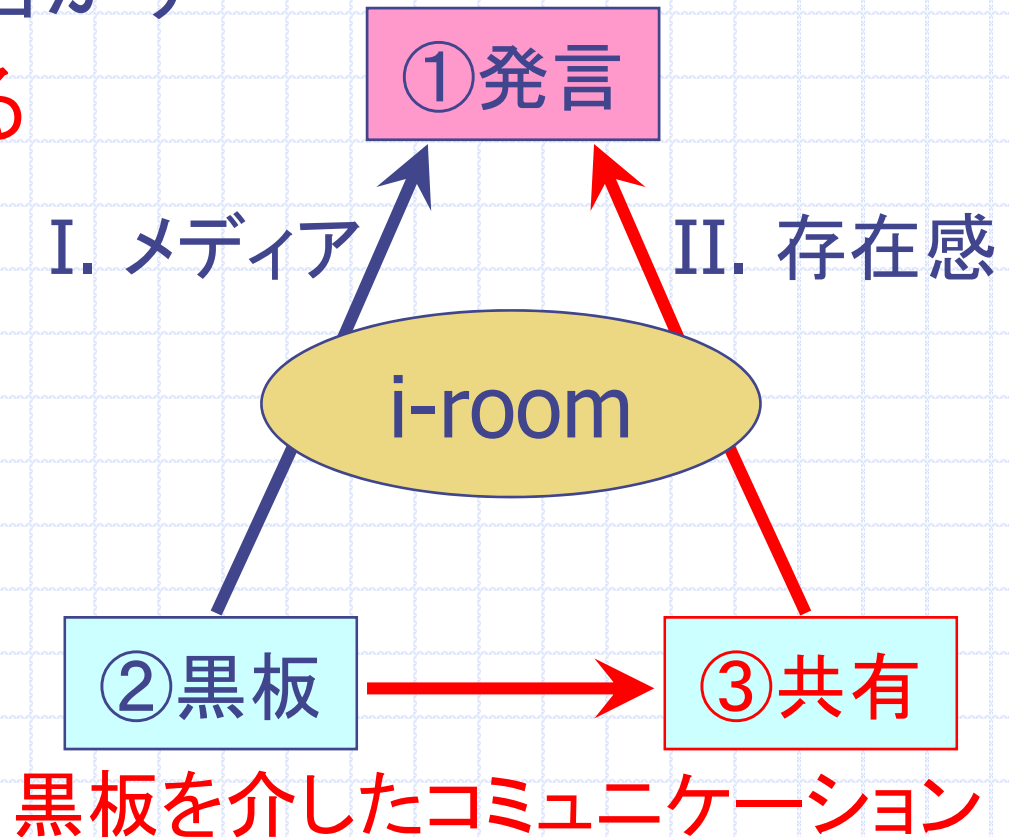 る
①発言
I. メディア
II. 存在感
i-room
②黒板
③共有
黒板を介したコミュニケーション